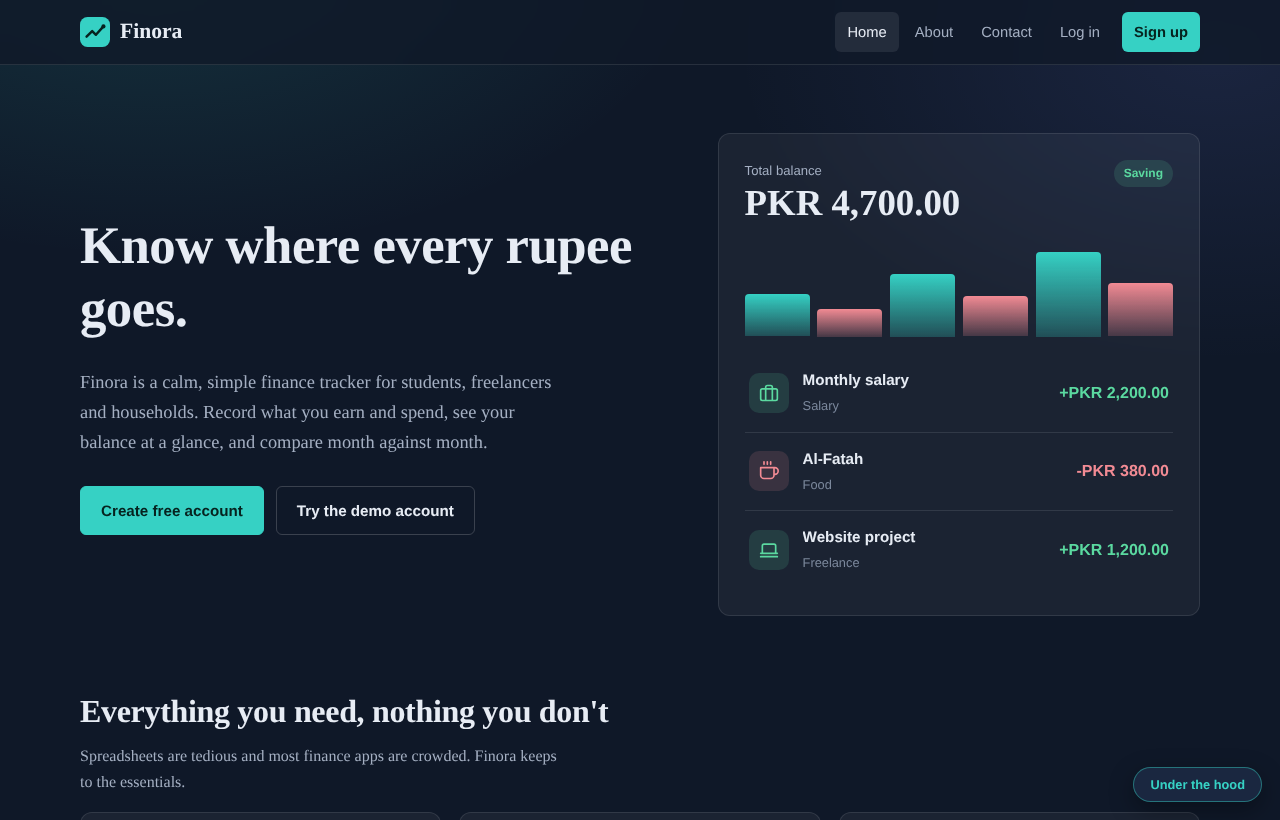 Finora
Home
About
Contact
Log in
Sign up
Know where every rupee
goes.
Finora is a calm, simple finance tracker for students, freelancers
and households. Record what you earn and spend, see your
balance at a glance, and compare month against month.
Create free account
Try the demo account
Total balance
Saving
PKR 4,700.00
Monthly salary
Salary
+PKR 2,200.00
Al-Fatah
Food
-PKR 380.00
Website project
Freelance
+PKR 1,200.00
Everything you need, nothing you don't
Spreadsheets are tedious and most finance apps are crowded. Finora keeps
to the essentials.
Under the hood